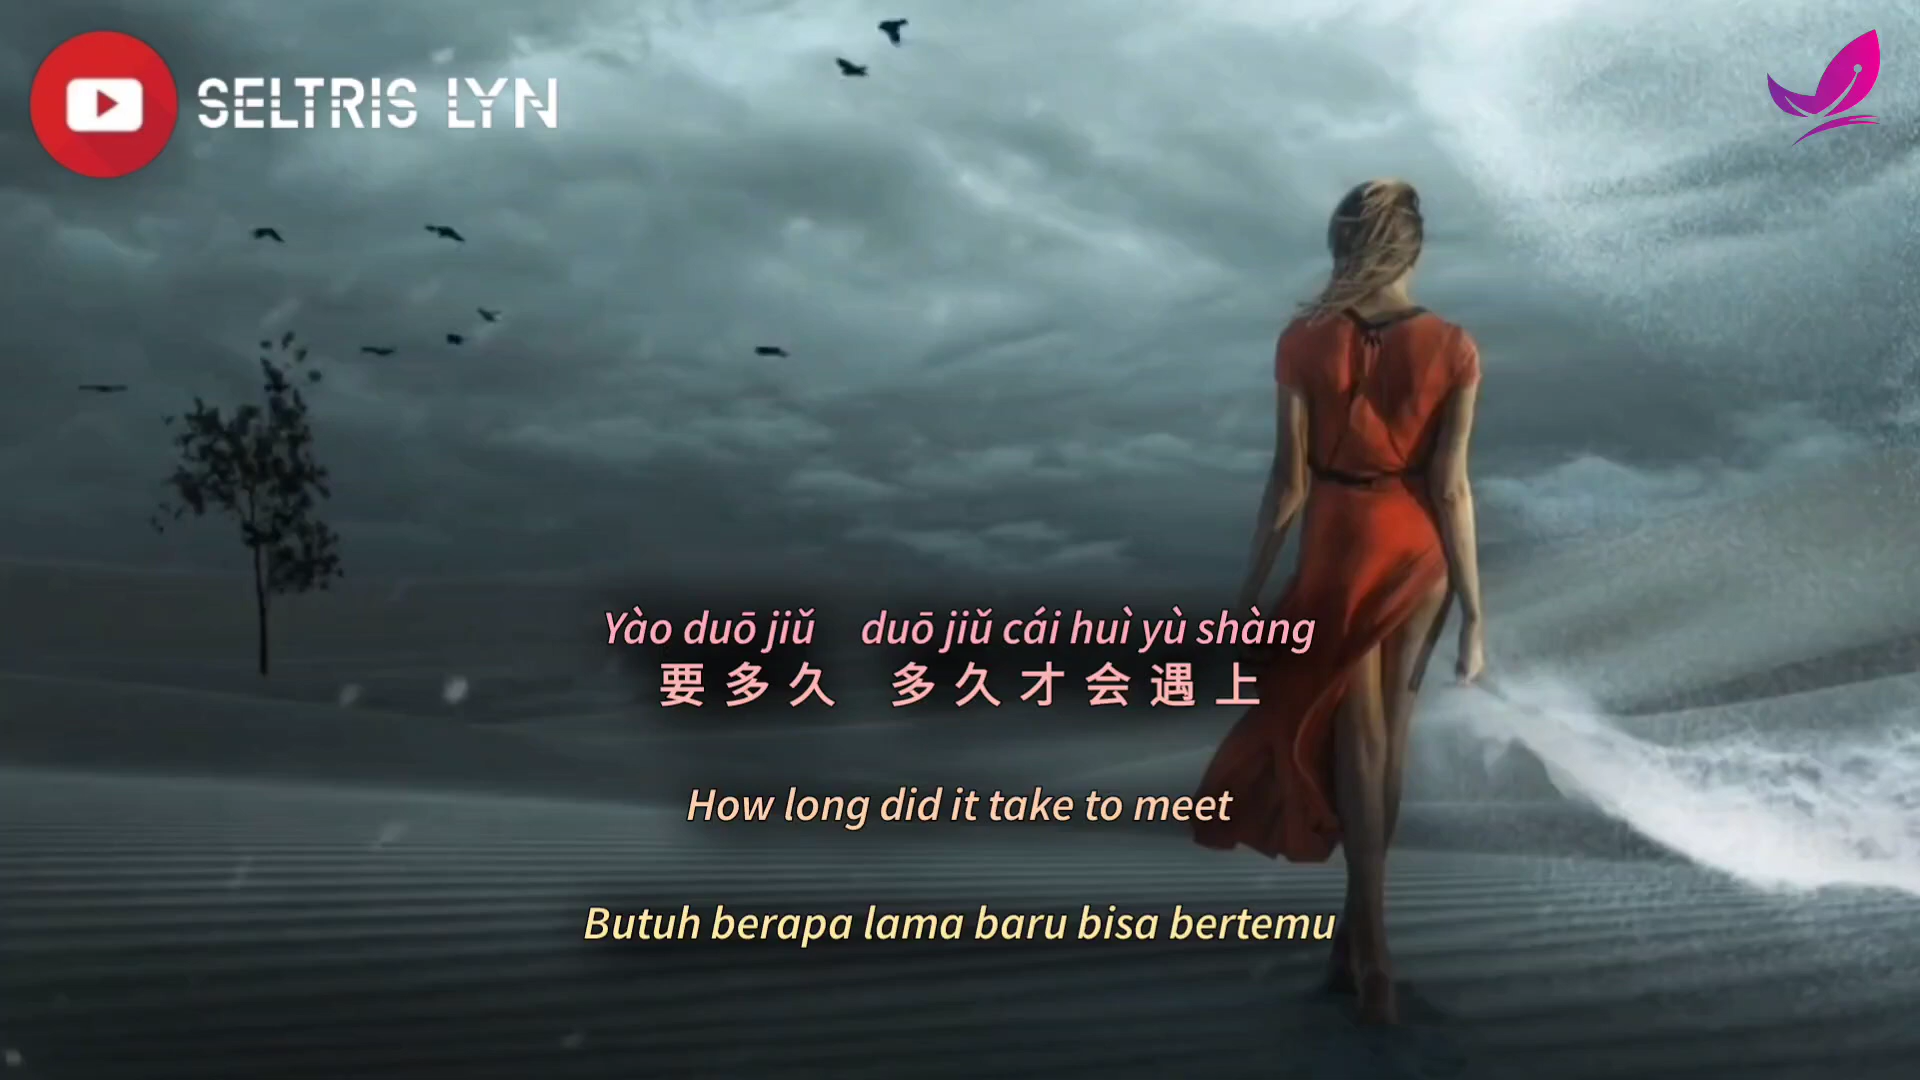 SELTRIS LYN
Yào duō jiǔ duō jiǔ cái huì yù shàng
要多久 多久才会遇上
How long did it take to meet
Butuh berapa lama baru bisa bertemu